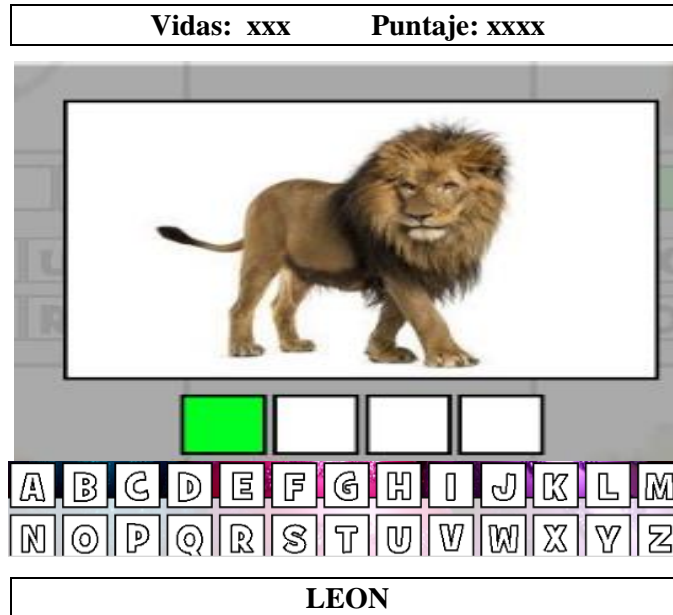 Vidas: xxx Puntaje: xxxx
A B C D E F G H I J K L M
N O P Q R S T U V W X Y Z
LEON